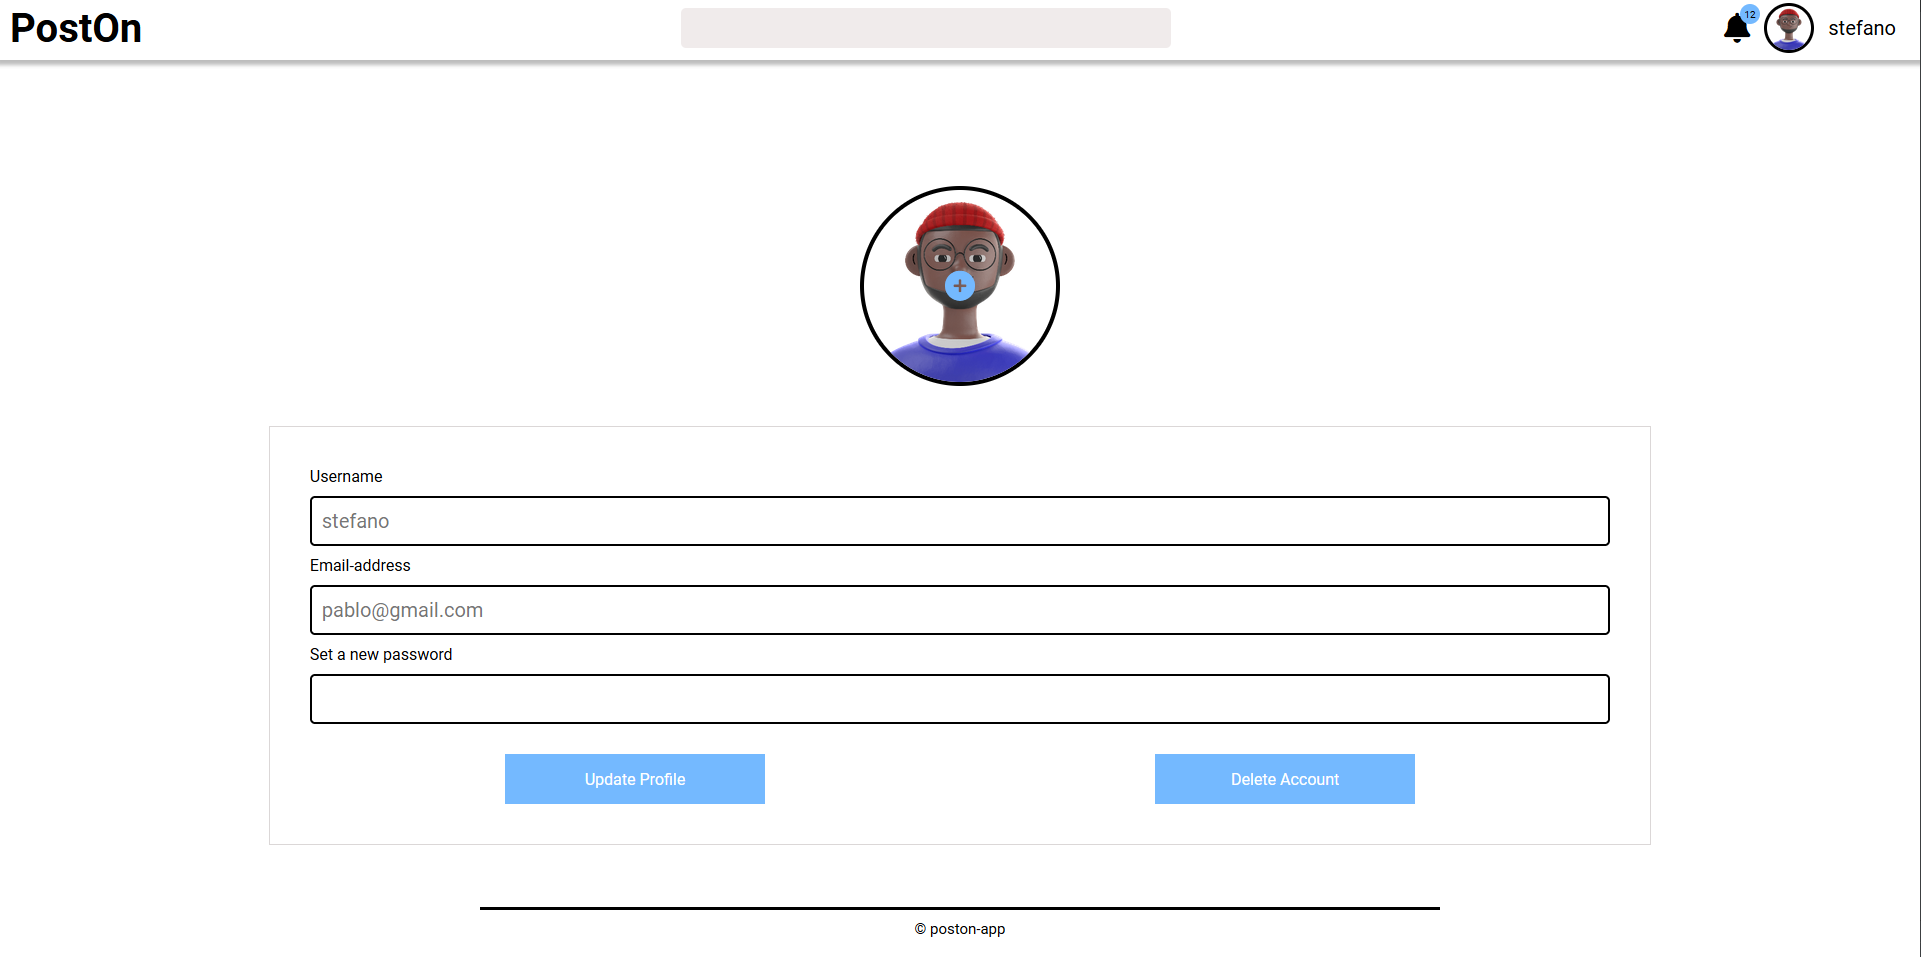 PostOn
12
stefano
Username
stefano
Email-address
pablo@gmail.com
Set a new password
Update Profile
Delete Account
© poston-app